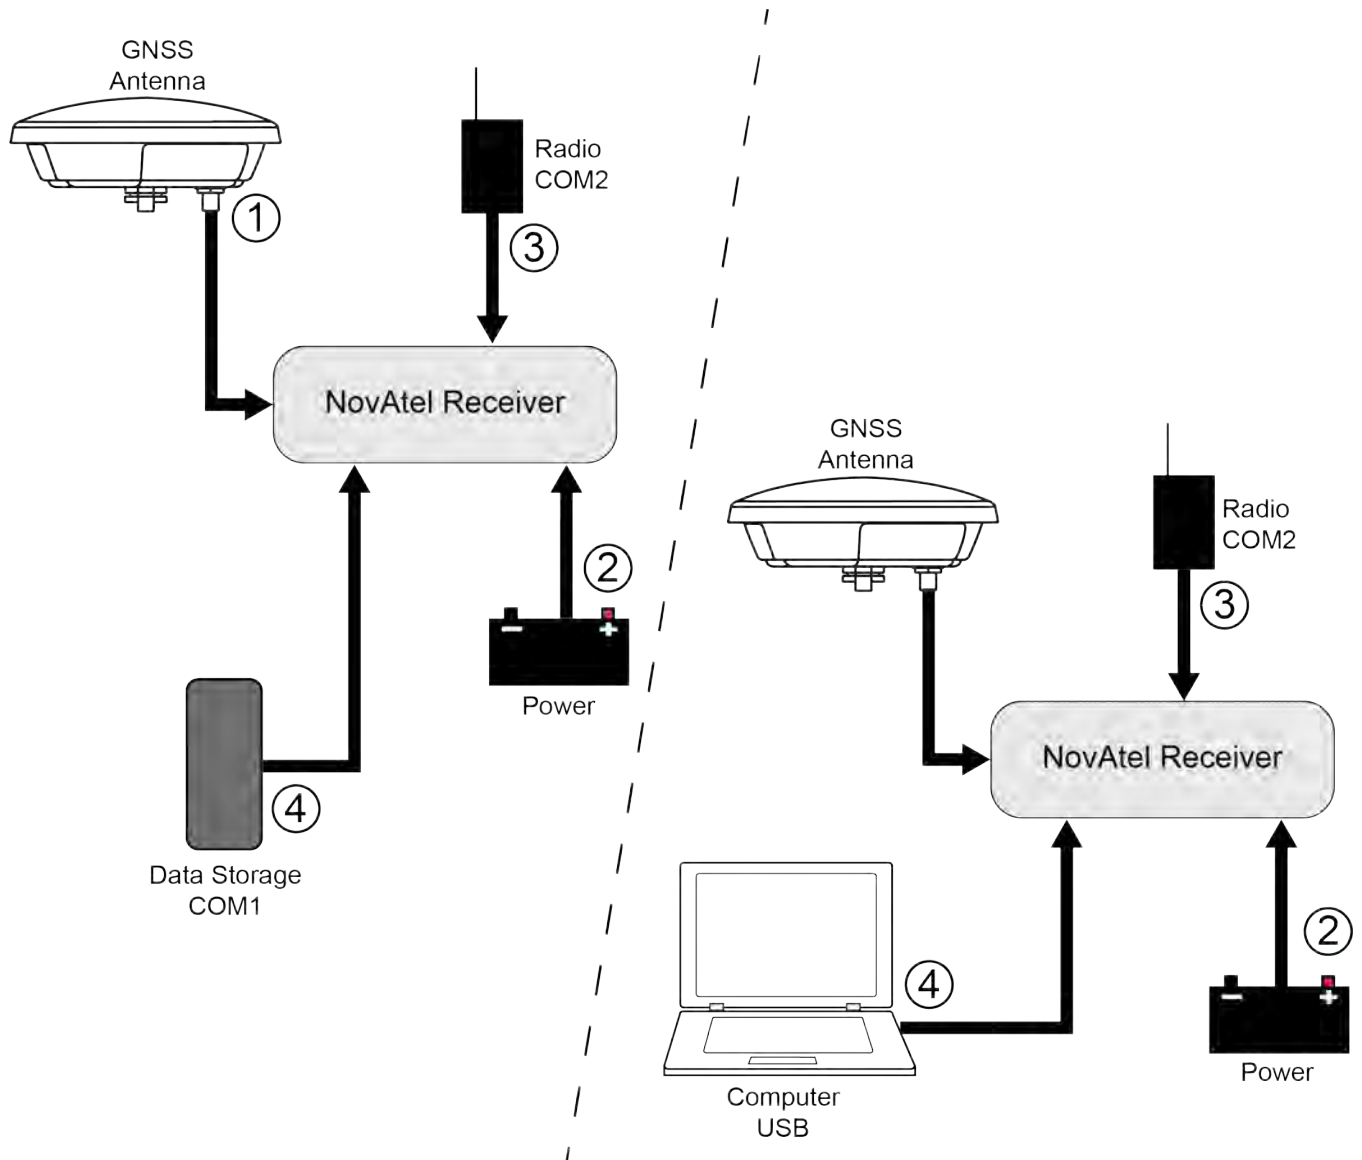 GNSS
Antenna
1
Radio
COM2
3
NovAtel Receiver
2
Power
4
Data Storage
COM1
GNSS
Antenna
Radio
COM2
3
NovAtel Receiver
2
Power
4
Computer
USB